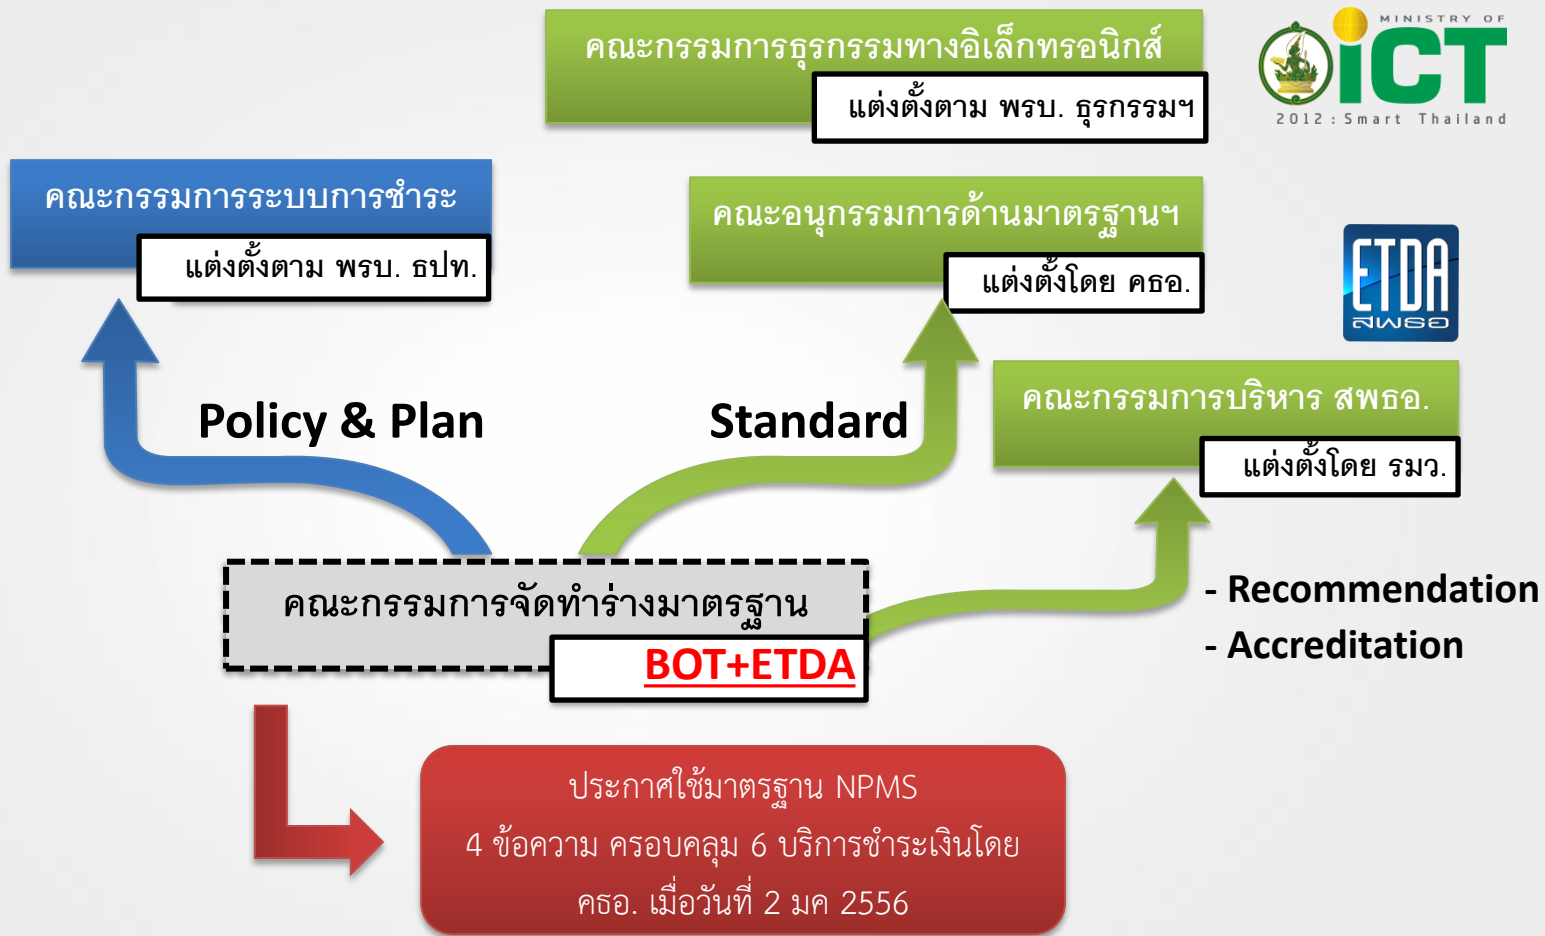 คณะกรรมการธุรกรรมทางอิเล็กทรอนิกส์
แต่งตั้งตาม พรบ. ธุรกรรมฯ
MINISTRY OF
ICT
2012 : Smart Thailand
คณะกรรมการระบบการชำระ
แต่งตั้งตาม พรบ. ธปท.
คณะอนุกรรมการด้านมาตรฐานฯ
แต่งตั้งโดย คธอ.
ETDA
สพธอ
คณะกรรมการบริหาร สพธอ.
แต่งตั้งโดย รมว.
Policy & Plan
Standard
- Recommendation
- Accreditation
คณะกรรมการจัดทำร่างมาตรฐาน
BOT+ETDA
ประกาศใช้มาตรฐาน NPMS
4 ข้อความ ครอบคลุม 6 บริการชำระเงินโดย
คธอ. เมื่อวันที่ 2 มค 2556